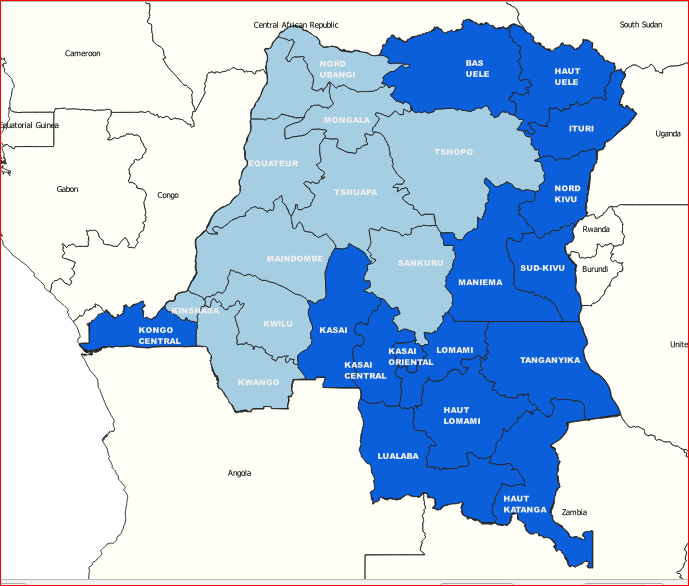 Central African Republic
South Sudan
Cameroon
NORD
UBANGI
BAS
UELE
HAUT
UELE
MONGALA
ITURI
Equatorial Guinea
Uganda
EQUATEUR
TSHOPO
Gabon
Congo
TSHUAPA
NORD
KIVU
Rwanda
MAINDOMBE
SANKURU
SUD-KIVU
Burundi
MANIEMA
KINSHASA
KONGO
CENTRAL
KWILU
KASAI
KASAI
ORIENTAL
LOMAMI
Unite
TANGANYIKA
KASAI
CENTRAL
KWANGO
HAUT
LOMAMI
LUALABA
Angola
HAUT
KATANGA
Zambia